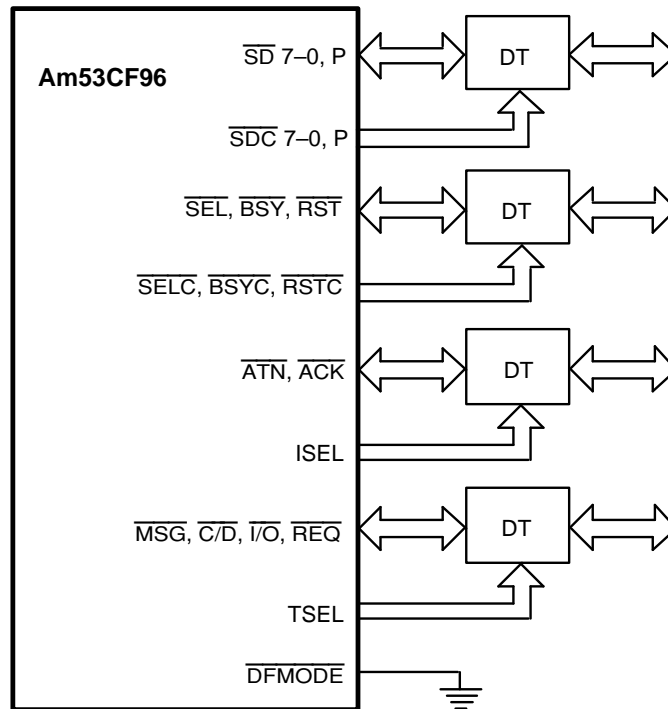 SD 7–0, P
DT
Am53CF96
SDC 7–0, P
SEL, BSY, RST
DT
SELC, BSYC, RSTC
ATN, ACK
DT
ISEL
MSG, C/D, I/O, REQ
DT
TSEL
DFMODE